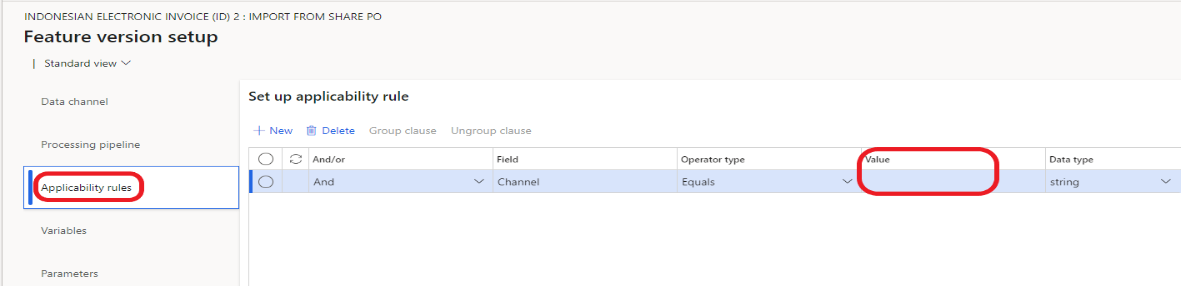 INDONESIAN ELECTRONIC INVOICE (ID) 2 : IMPORT FROM SHARE PO
Feature version setup
Standard view
Data channel
Processing pipeline
Applicability rules
Variables
Parameters
Set up applicability rule
New Delete Group clause Ungroup clause
And/or Field Operator type Value Data type
And Channel Equals string